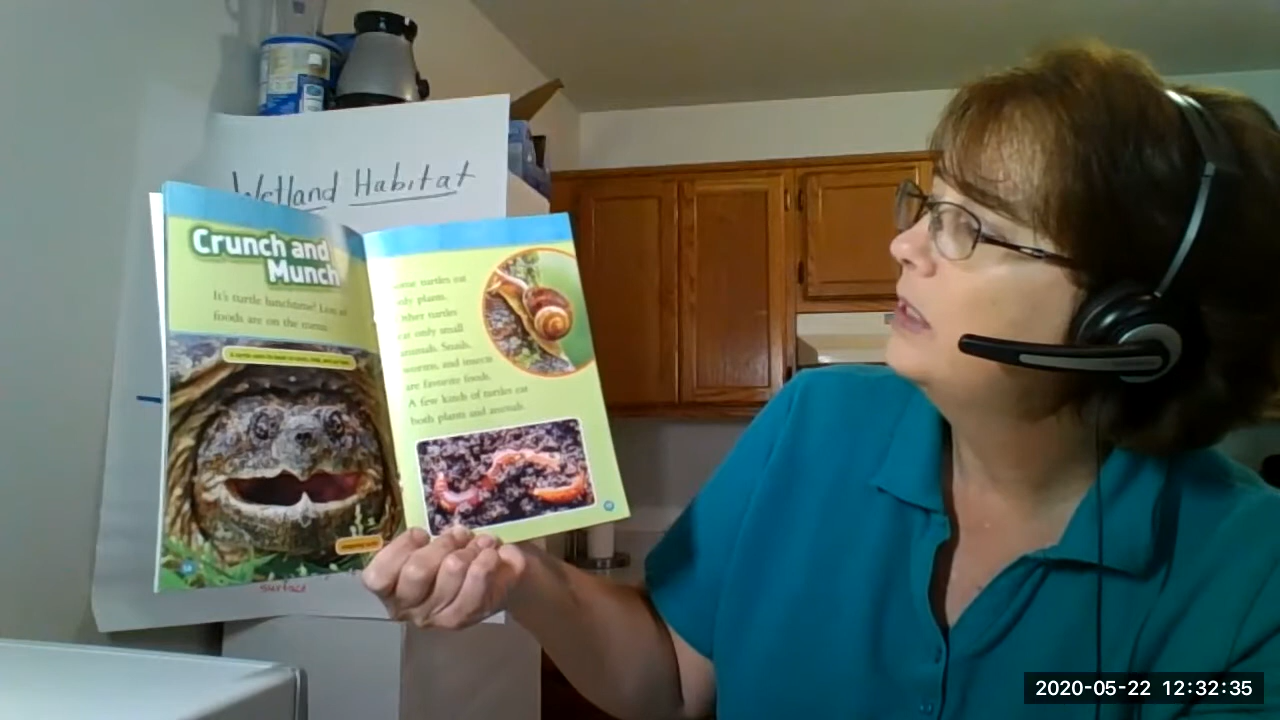 Wetland Habitat
Crunch and
Munch
It's turtle lunchtime! Lots of
foods are on the menu.
Some turtles eat
only plants.
Other turtles
eat only small
animals. Snails,
worms, and insects
are favorite foods.
A few kinds of turtles eat
both plants and animals.
surface
2020-05-22 12:32:35